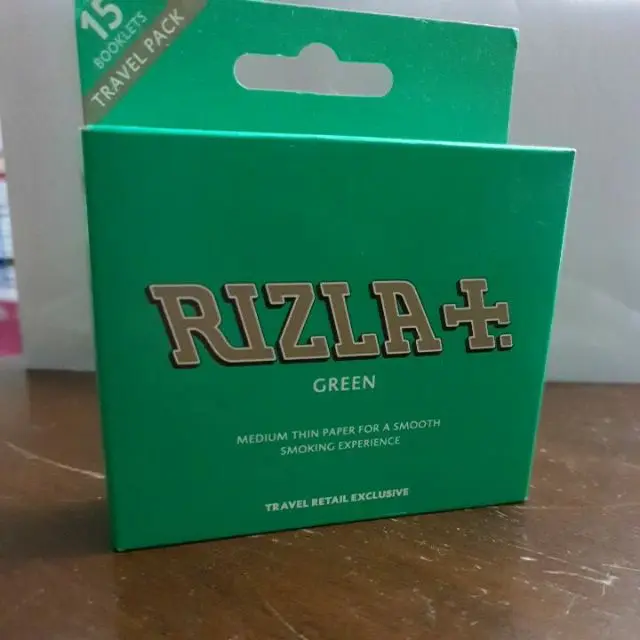 15
BOOKLETS
TRAVEL PACK
RIZLA+.
GREEN
MEDIUM THIN PAPER FOR A SMOOTH
SMOKING EXPERIENCE
TRAVEL RETAIL EXCLUSIVE